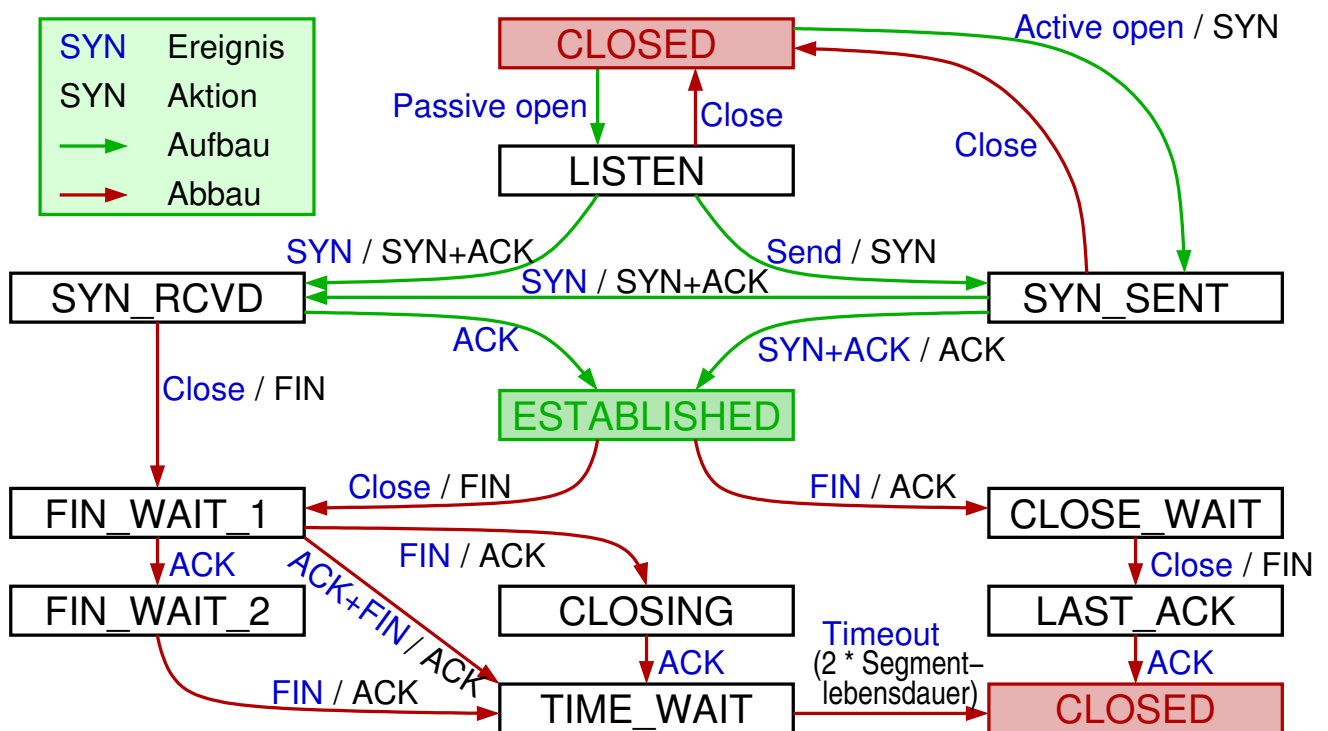 SYN Ereignis
SYN Aktion
Aufbau
Abbau
CLOSED
Active open / SYN
Passive open
Close
Close
LISTEN
SYN / SYN+ACK
Send / SYN
SYN / SYN+ACK
SYN_RCVD
SYN_SENT
ACK
SYN+ACK / ACK
Close / FIN
ESTABLISHED
Close / FIN
FIN / ACK
FIN_WAIT_1
CLOSE_WAIT
ACK
ACK+FIN / ACK
FIN / ACK
Close / FIN
FIN_WAIT_2
CLOSING
LAST_ACK
FIN / ACK
ACK
Timeout
(2 * Segment–
lebensdauer)
ACK
TIME_WAIT
CLOSED